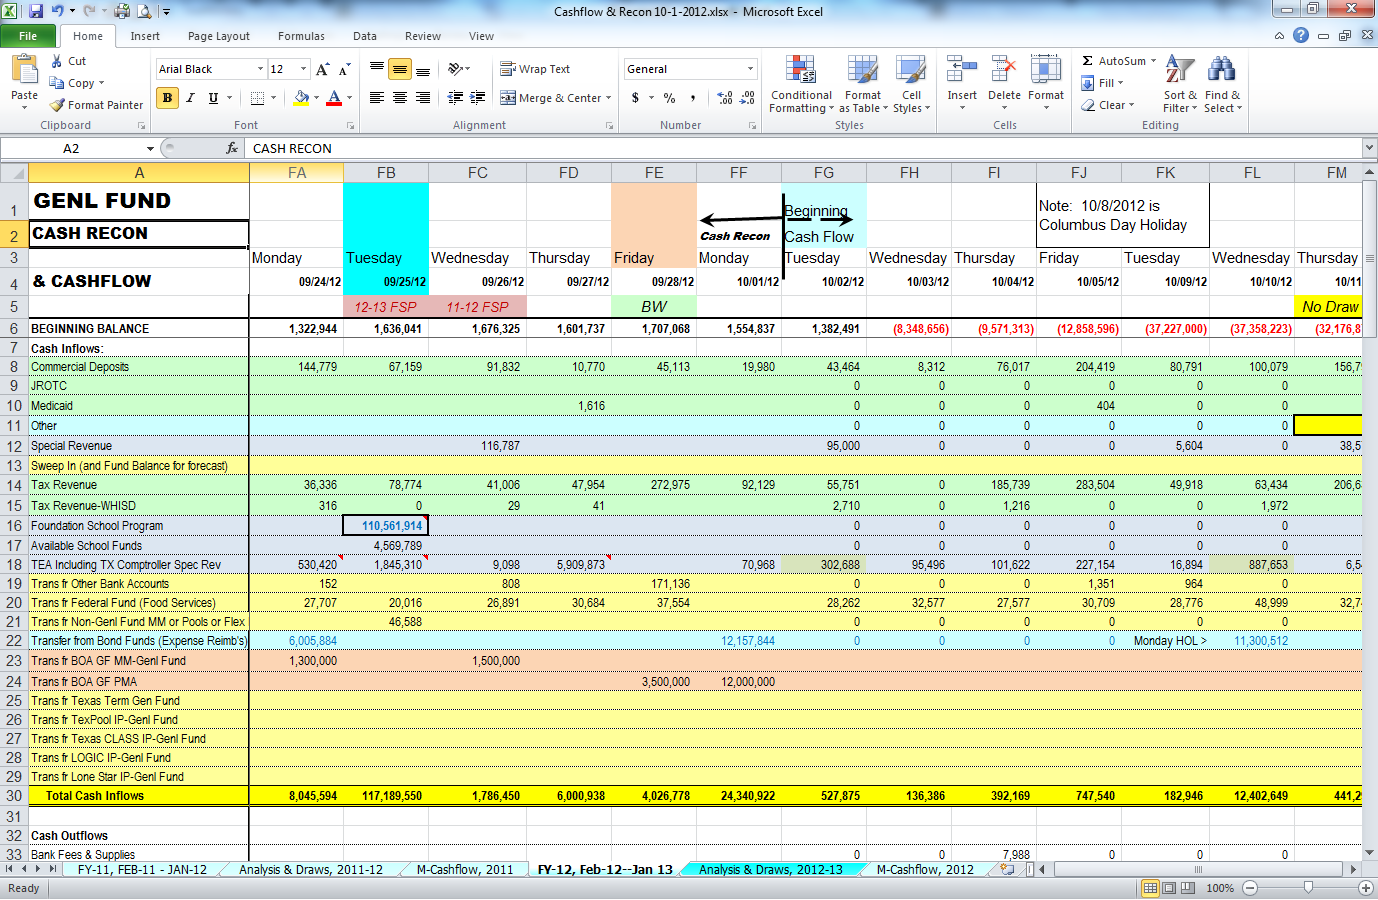 Cashflow & Recon 10-1-2012.xlsx - Microsoft Excel
File Home Insert Page Layout Formulas Data Review View
Paste Cut Copy Format Painter Clipboard
Arial Black 12 B I U Font
Wrap Text Merge & Center Alignment
General $ % , Number
Conditional Formatting Format as Table Cell Styles Styles
Insert Delete Format Cells
Σ AutoSum Fill Clear Sort & Filter Find & Select Editing
A2 fx CASH RECON
A FA FB FC FD FE FF FG FH FI FJ FK FL FM
1 GENL FUND Beginning Note: 10/8/2012 is
2 CASH RECON Cash Recon Cash Flow Columbus Day Holiday
3 Monday Tuesday Wednesday Thursday Friday Monday Tuesday Wednesday Thursday Friday Tuesday Wednesday Thursday
4 & CASHFLOW 09/24/12 09/25/12 09/26/12 09/27/12 09/28/12 10/01/12 10/02/12 10/03/12 10/04/12 10/05/12 10/09/12 10/10/12 10/11
5 12-13 FSP 11-12 FSP BW No Draw
6 BEGINNING BALANCE 1,322,944 1,636,041 1,676,325 1,601,737 1,707,068 1,554,837 1,382,491 (8,348,656) (9,571,313) (12,858,596) (37,227,000) (37,358,223) (32,176,8
7 Cash Inflows:
8 Commercial Deposits 144,779 67,159 91,832 10,770 45,113 19,980 43,464 8,312 76,017 204,419 80,791 100,079 156,7
9 JROTC 0 0 0 0 0 0
10 Medicaid 1,616 0 0 0 404 0 0
11 Other 0 0 0 0 0 0
12 Special Revenue 116,787 95,000 0 0 0 5,604 0 38,5
13 Sweep In (and Fund Balance for forecast)
14 Tax Revenue 36,336 78,774 41,006 47,954 272,975 92,129 55,751 0 185,739 283,504 49,918 63,434 206,6
15 Tax Revenue-WHISD 316 0 29 41 2,710 0 1,216 0 0 1,972
16 Foundation School Program 110,561,914 0 0 0 0 0 0
17 Available School Funds 4,569,789 0 0 0 0 0 0
18 TEA Including TX Comptroller Spec Rev 530,420 1,845,310 9,098 5,909,873 70,968 302,688 95,496 101,622 227,154 16,894 887,653 6,5
19 Trans fr Other Bank Accounts 152 808 171,136 0 0 0 1,351 964 0
20 Trans fr Federal Fund (Food Services) 27,707 20,016 26,891 30,684 37,554 28,262 32,577 27,577 30,709 28,776 48,999 32,7
21 Trans fr Non-Genl Fund MM or Pools or Flex 46,588 0 0 0 0 0 0
22 Transfer from Bond Funds (Expense Reimb's) 6,005,884 12,157,844 0 0 0 0 Monday HOL > 11,300,512
23 Trans fr BOA GF MM-Genl Fund 1,300,000 1,500,000
24 Trans fr BOA GF PMA 3,500,000 12,000,000
25 Trans fr Texas Term Gen Fund
26 Trans fr TexPool IP-Genl Fund
27 Trans fr Texas CLASS IP-Genl Fund
28 Trans fr LOGIC IP-Genl Fund
29 Trans fr Lone Star IP-Genl Fund
30 Total Cash Inflows 8,045,594 117,189,550 1,786,450 6,000,938 4,026,778 24,340,922 527,875 136,386 392,169 747,540 182,946 12,402,649 441,2
31
32 Cash Outflows
33 Bank Fees & Supplies 0 0 7,988 0 0 0
FY-11, FEB-11 - JAN-12 Analysis & Draws, 2011-12 M-Cashflow, 2011 FY-12, Feb-12--Jan 13 Analysis & Draws, 2012-13 M-Cashflow, 2012
Ready 100%